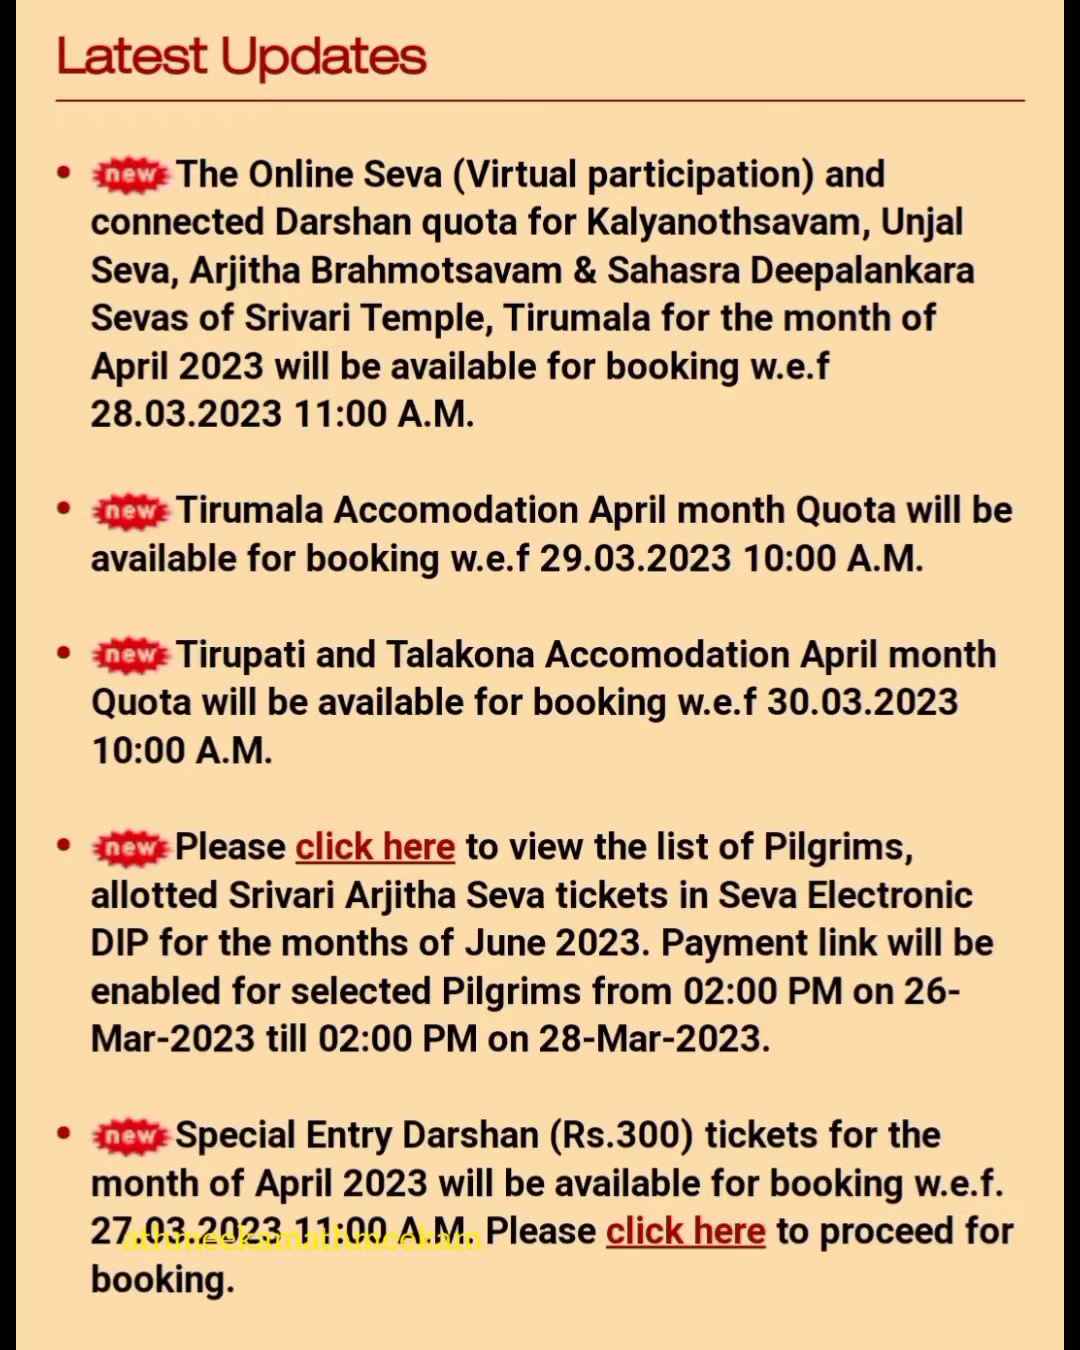 Latest Updates
new The Online Seva (Virtual participation) and
connected Darshan quota for Kalyanothsavam, Unjal
Seva, Arjitha Brahmotsavam & Sahasra Deepalankara
Sevas of Srivari Temple, Tirumala for the month of
April 2023 will be available for booking w.e.f
28.03.2023 11:00 A.M.
new Tirumala Accomodation April month Quota will be
available for booking w.e.f 29.03.2023 10:00 A.M.
new Tirupati and Talakona Accomodation April month
Quota will be available for booking w.e.f 30.03.2023
10:00 A.M.
new Please click here to view the list of Pilgrims,
allotted Srivari Arjitha Seva tickets in Seva Electronic
DIP for the months of June 2023. Payment link will be
enabled for selected Pilgrims from 02:00 PM on 26-
Mar-2023 till 02:00 PM on 28-Mar-2023.
new Special Entry Darshan (Rs.300) tickets for the
month of April 2023 will be available for booking w.e.f.
27.03.2023 11:00 A.M. Please click here to proceed for
athmeekamathmeekam
booking.